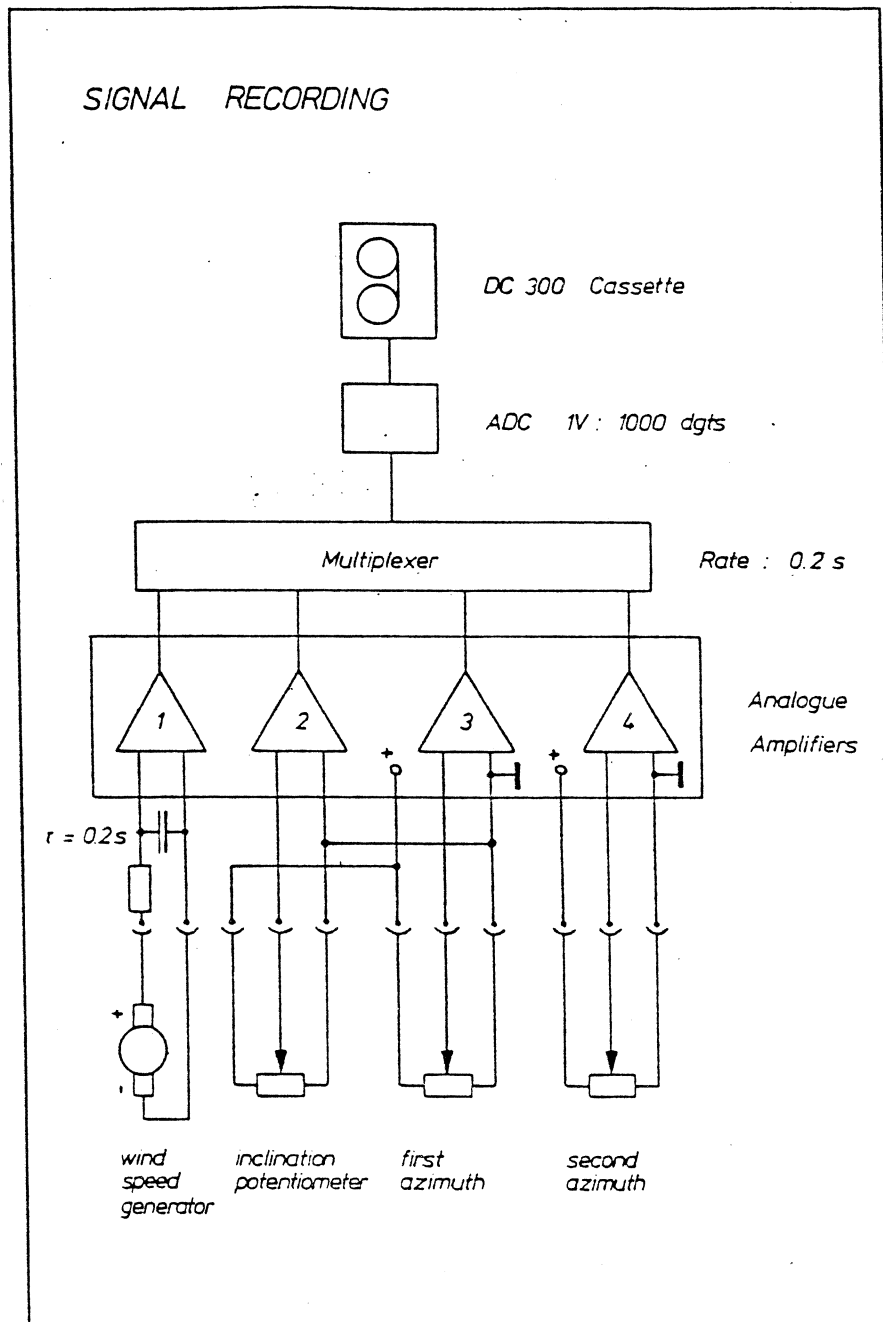 SIGNAL RECORDING
DC 300 Cassette
ADC 1V : 1000 dgts
Multiplexer
Rate : 0.2 s
1
2
3
4
Analogue
Amplifiers
+
+
τ = 0.2s
+
-
wind
speed
generator
inclination
potentiometer
first
azimuth
second
azimuth